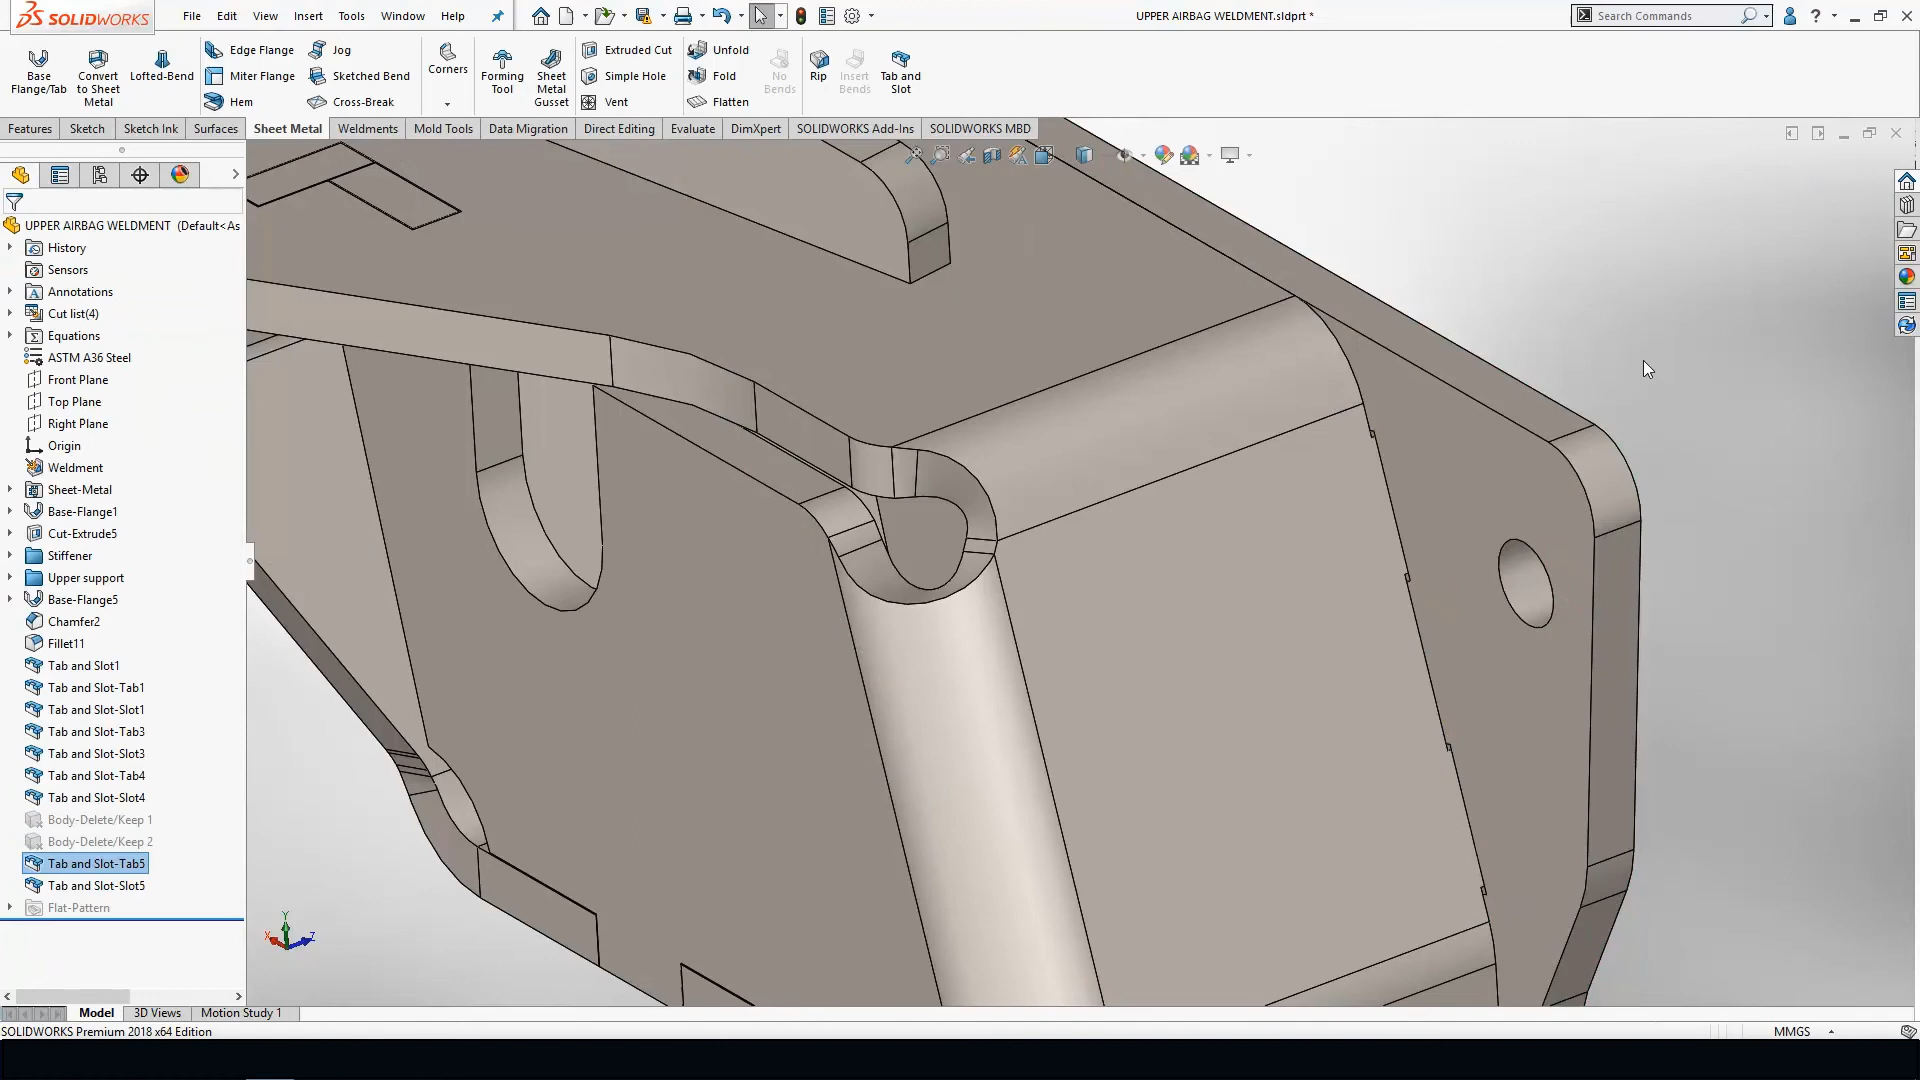 SOLIDWORKS
File Edit View Insert Tools Window Help
UPPER AIRBAG WELDMENT.sldprt *
Search Commands
?
Base Flange/Tab
Convert to Sheet Metal
Lofted-Bend
Edge Flange
Miter Flange
Hem
Jog
Sketched Bend
Cross-Break
Corners
Forming Tool
Sheet Metal Gusset
Extruded Cut
Simple Hole
Vent
Unfold
Fold
Flatten
No Bends
Rip
Insert Bends
Tab and Slot
Features Sketch Sketch Ink Surfaces Sheet Metal Weldments Mold Tools Data Migration Direct Editing Evaluate DimXpert SOLIDWORKS Add-Ins SOLIDWORKS MBD
UPPER AIRBAG WELDMENT (Default<As
History
Sensors
Annotations
Cut list(4)
Equations
ASTM A36 Steel
Front Plane
Top Plane
Right Plane
Origin
Weldment
Sheet-Metal
Base-Flange1
Cut-Extrude5
Stiffener
Upper support
Base-Flange5
Chamfer2
Fillet11
Tab and Slot1
Tab and Slot-Tab1
Tab and Slot-Slot1
Tab and Slot-Tab3
Tab and Slot-Slot3
Tab and Slot-Tab4
Tab and Slot-Slot4
Body-Delete/Keep 1
Body-Delete/Keep 2
Tab and Slot-Tab5
Tab and Slot-Slot5
Flat-Pattern
Y
X
Z
Model 3D Views Motion Study 1
SOLIDWORKS Premium 2018 x64 Edition
MMGS